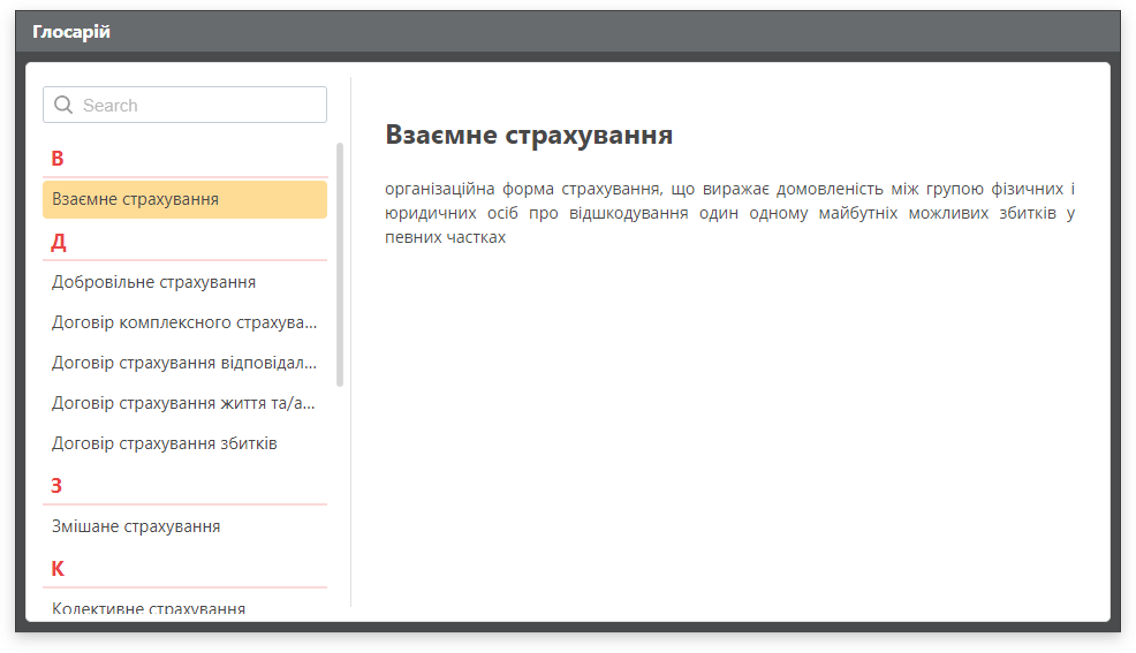 Глосарій
Search
В
Взаємне страхування
Д
Добровільне страхування
Договір комплексного страхува...
Договір страхування відповідал...
Договір страхування життя та/а...
Договір страхування збитків
З
Змішане страхування
К
Колективне страхування
Взаємне страхування
організаційна форма страхування, що виражає домовленість між групою фізичних і
юридичних осіб про відшкодування один одному майбутніх можливих збитків у
певних частках